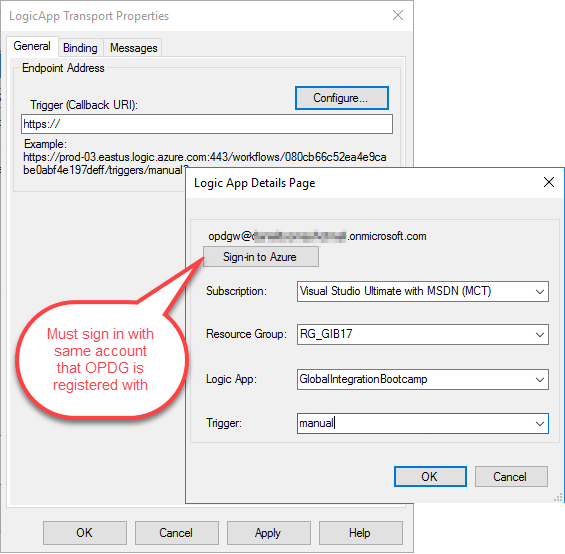 LogicApp Transport Properties
General
Binding
Messages
Endpoint Address
Trigger (Callback URI):
Configure...
https://
Example:
https://prod-03.eastus.logic.azure.com:443/workflows/080cb66c52ea4e9ca
be0abf4e197deff/triggers/manual?
Logic App Details Page
opdgw@ .onmicrosoft.com
Sign-in to Azure
Subscription:
Visual Studio Ultimate with MSDN (MCT)
Resource Group:
RG_GIB17
Logic App:
GlobalIntegrationBootcamp
Trigger:
manual
OK
Cancel
Must sign in with
same account
that OPDG is
registered with
OK
Cancel
Apply
Help